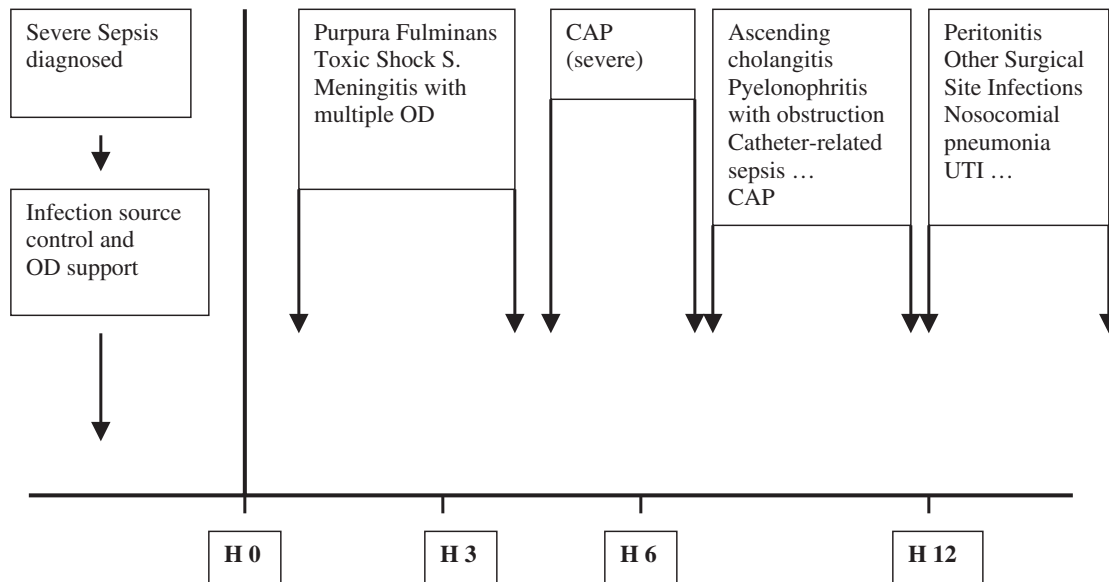 Severe Sepsis
diagnosed
Infection source
control and
OD support
Purpura Fulminans
Toxic Shock S.
Meningitis with
multiple OD
CAP
(severe)
Ascending
cholangitis
Pyelonophritis
with obstruction
Catheter-related
sepsis …
CAP
Peritonitis
Other Surgical
Site Infections
Nosocomial
pneumonia
UTI …
H 0
H 3
H 6
H 12